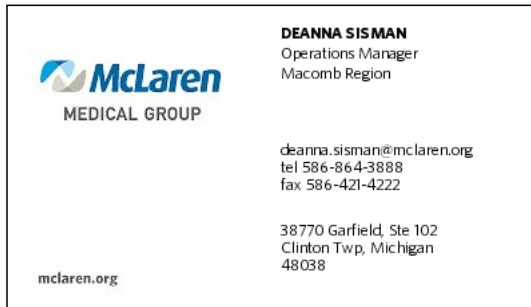 McLaren
MEDICAL GROUP
mclaren.org
DEANNA SISMAN
Operations Manager
Macomb Region
deanna.sisman@mclaren.org
tel 586-864-3888
fax 586-421-4222
38770 Garfield, Ste 102
Clinton Twp, Michigan
48038